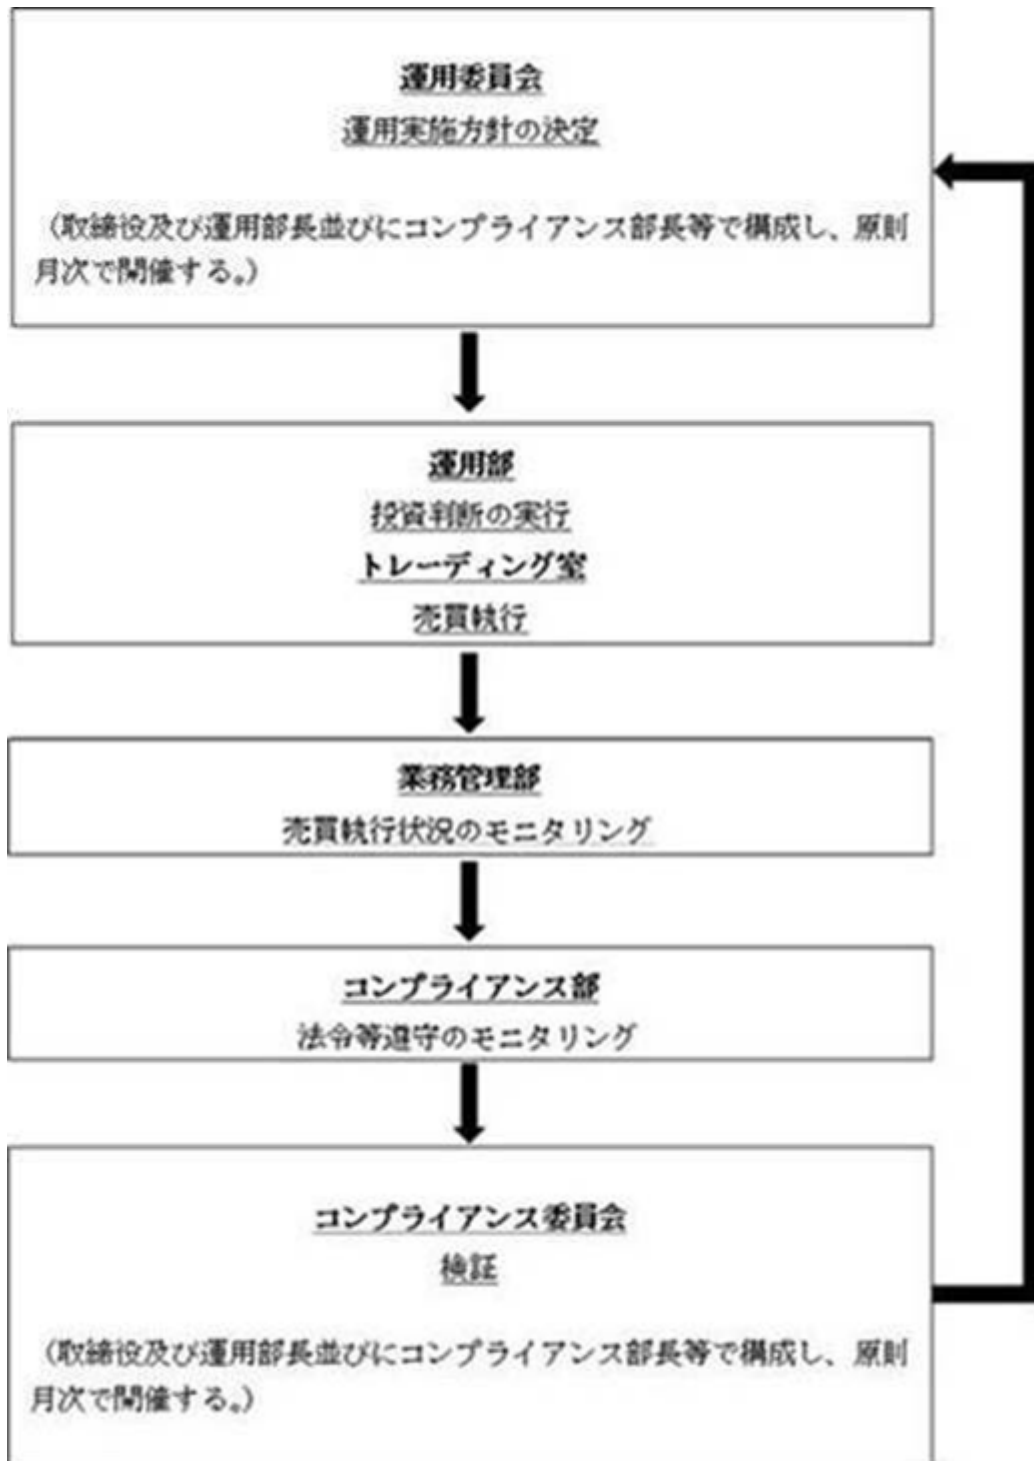 運用委員会
運用実施方針の決定
（取締役及び運用部長並びにコンプライアンス部長等で構成し、原則
月次で開催する。）
運用部
投資判断の実行
トレーディング室
売買執行
業務管理部
売買執行状況のモニタリング
コンプライアンス部
法令等遵守のモニタリング
コンプライアンス委員会
検証
（取締役及び運用部長並びにコンプライアンス部長等で構成し、原則
月次で開催する。）